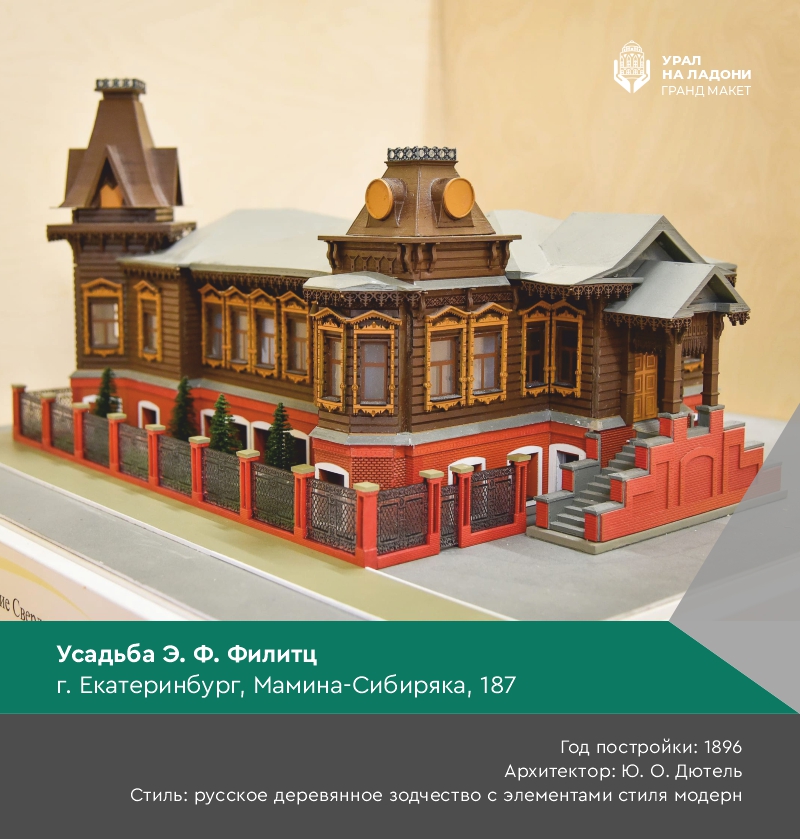 УРАЛ
НА ЛАДОНИ
ГРАНД МАКЕТ
Усадьба Э. Ф. Филитц
г. Екатеринбург, Мамина-Сибиряка, 187
Год постройки: 1896
Архитектор: Ю. О. Дютель
Стиль: русское деревянное зодчество с элементами стиля модерн